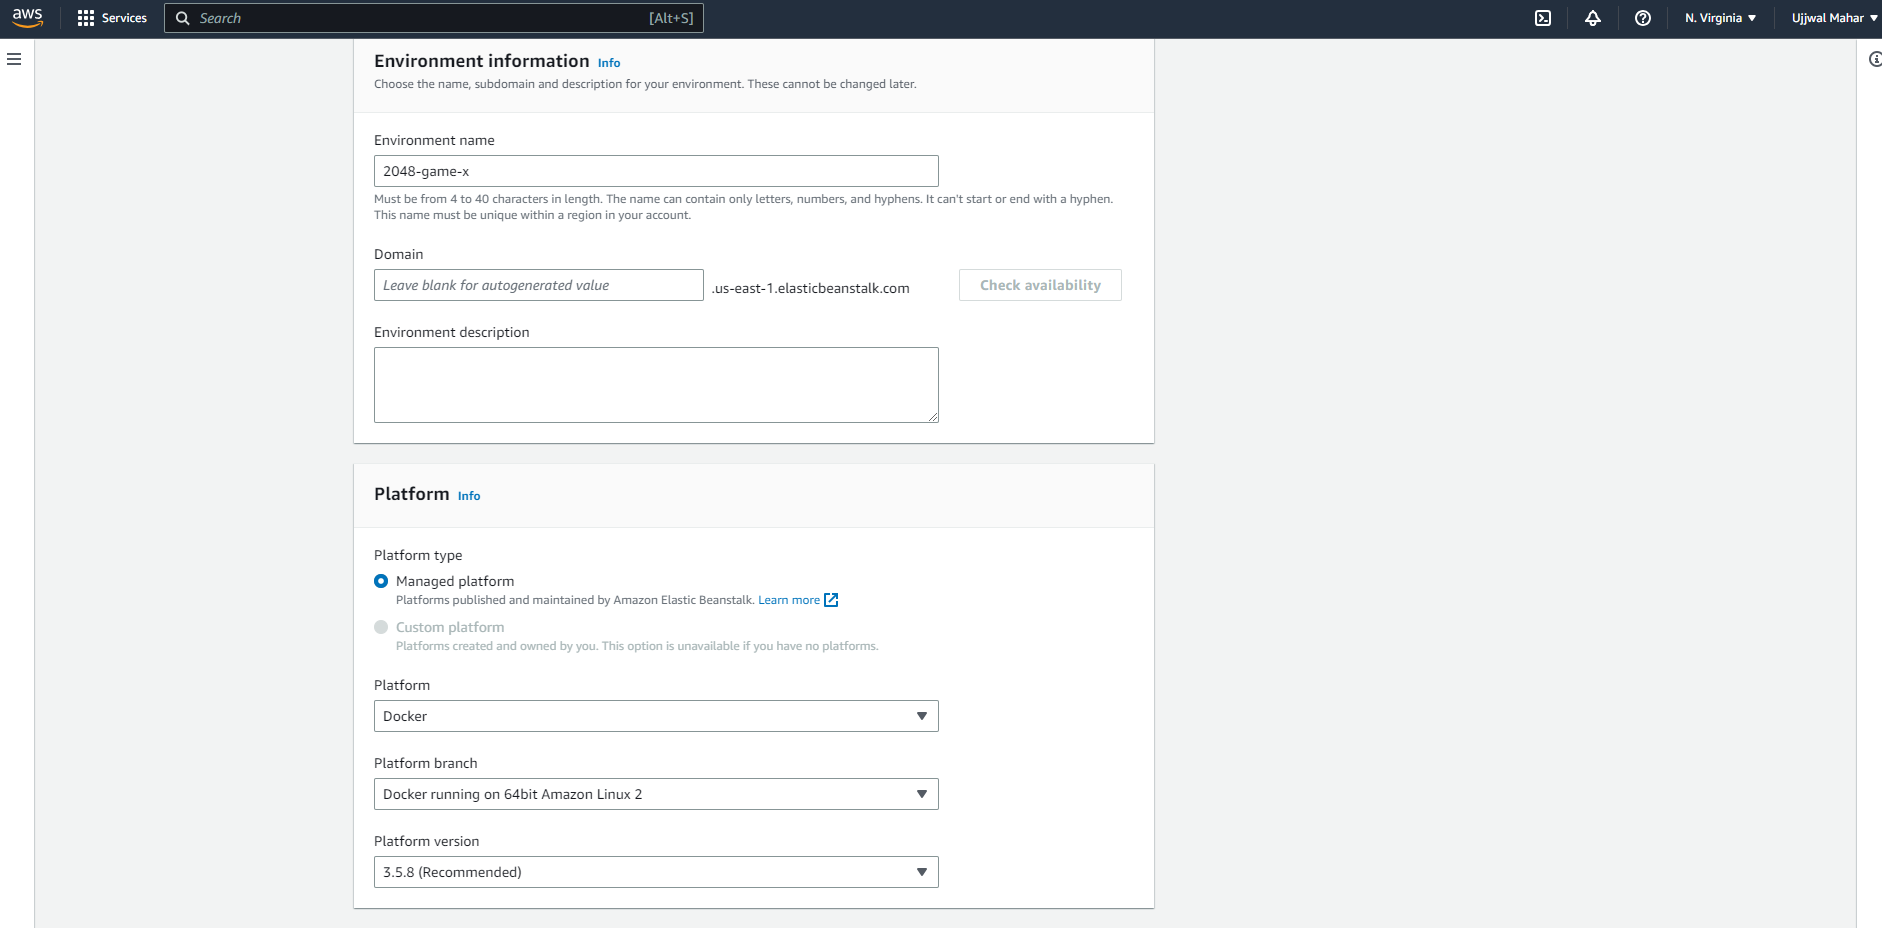 aws
Services
Search
[Alt+S]
N. Virginia
Ujjwal Mahar
Environment information Info
Choose the name, subdomain and description for your environment. These cannot be changed later.
Environment name
2048-game-x
Must be from 4 to 40 characters in length. The name can contain only letters, numbers, and hyphens. It can't start or end with a hyphen.
This name must be unique within a region in your account.
Domain
Leave blank for autogenerated value
.us-east-1.elasticbeanstalk.com
Check availability
Environment description
Platform Info
Platform type
Managed platform
Platforms published and maintained by Amazon Elastic Beanstalk. Learn more
Custom platform
Platforms created and owned by you. This option is unavailable if you have no platforms.
Platform
Docker
Platform branch
Docker running on 64bit Amazon Linux 2
Platform version
3.5.8 (Recommended)